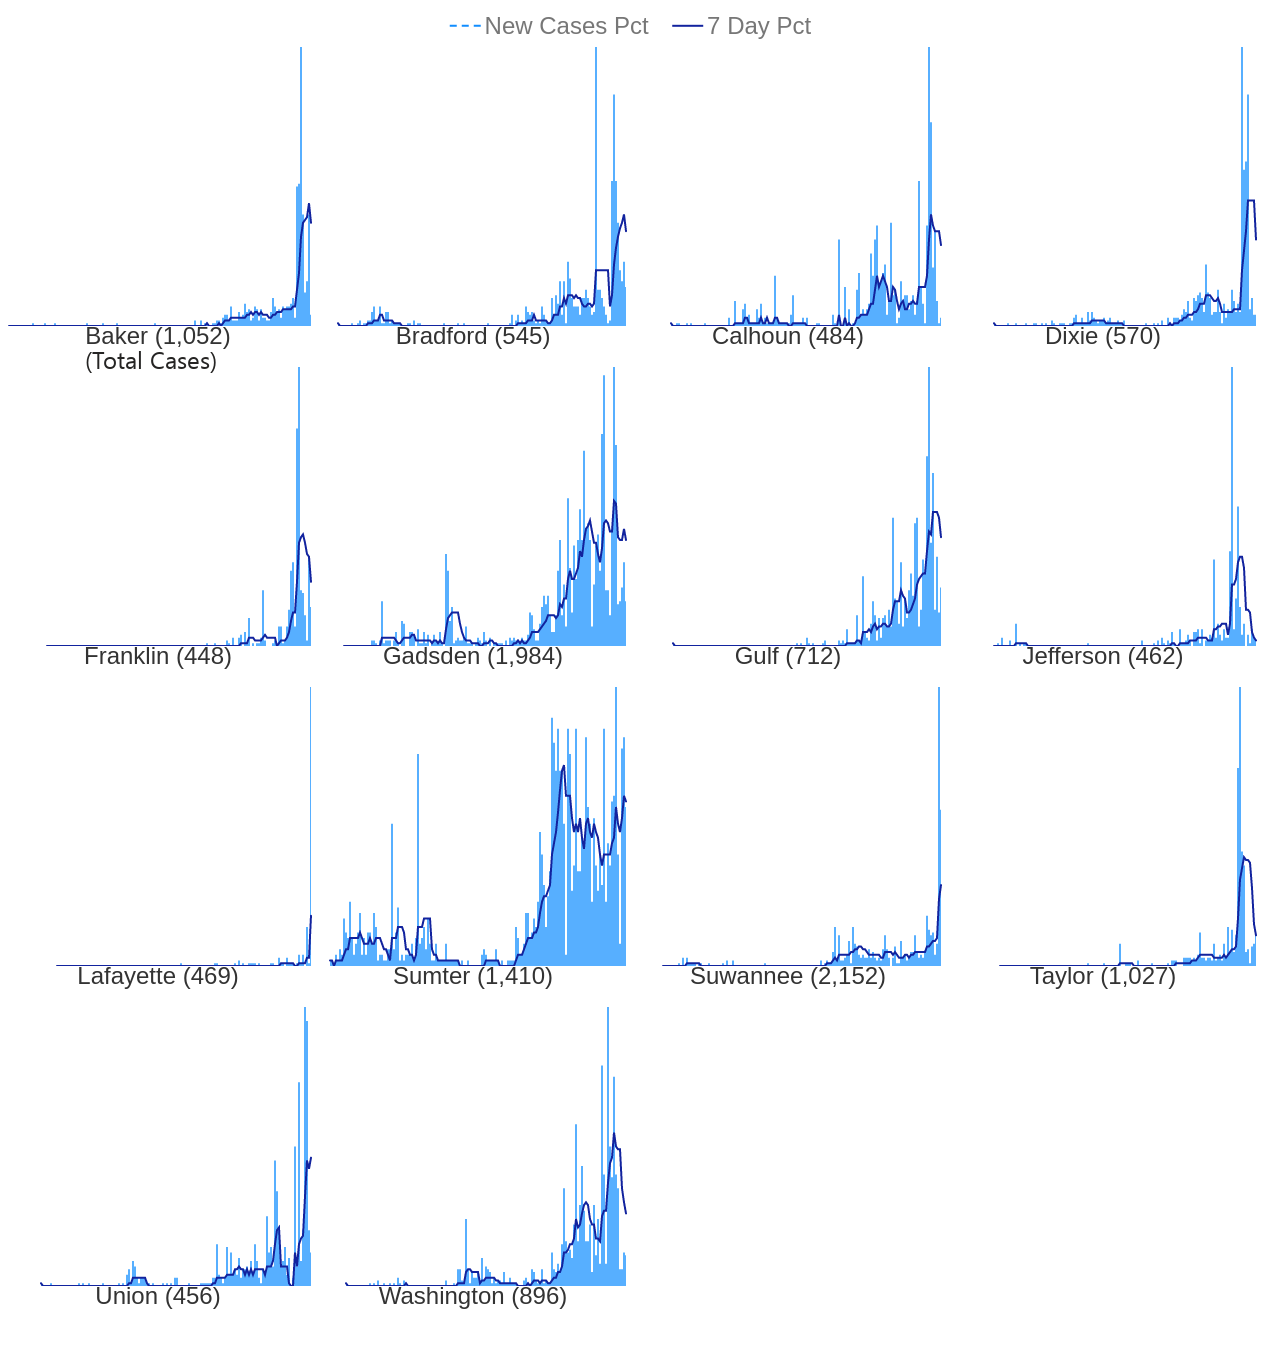 New Cases Pct   7 Day Pct
Baker (1,052)
(Total Cases)
Bradford (545)
Calhoun (484)
Dixie (570)
Franklin (448)
Gadsden (1,984)
Gulf (712)
Jefferson (462)
Lafayette (469)
Sumter (1,410)
Suwannee (2,152)
Taylor (1,027)
Union (456)
Washington (896)